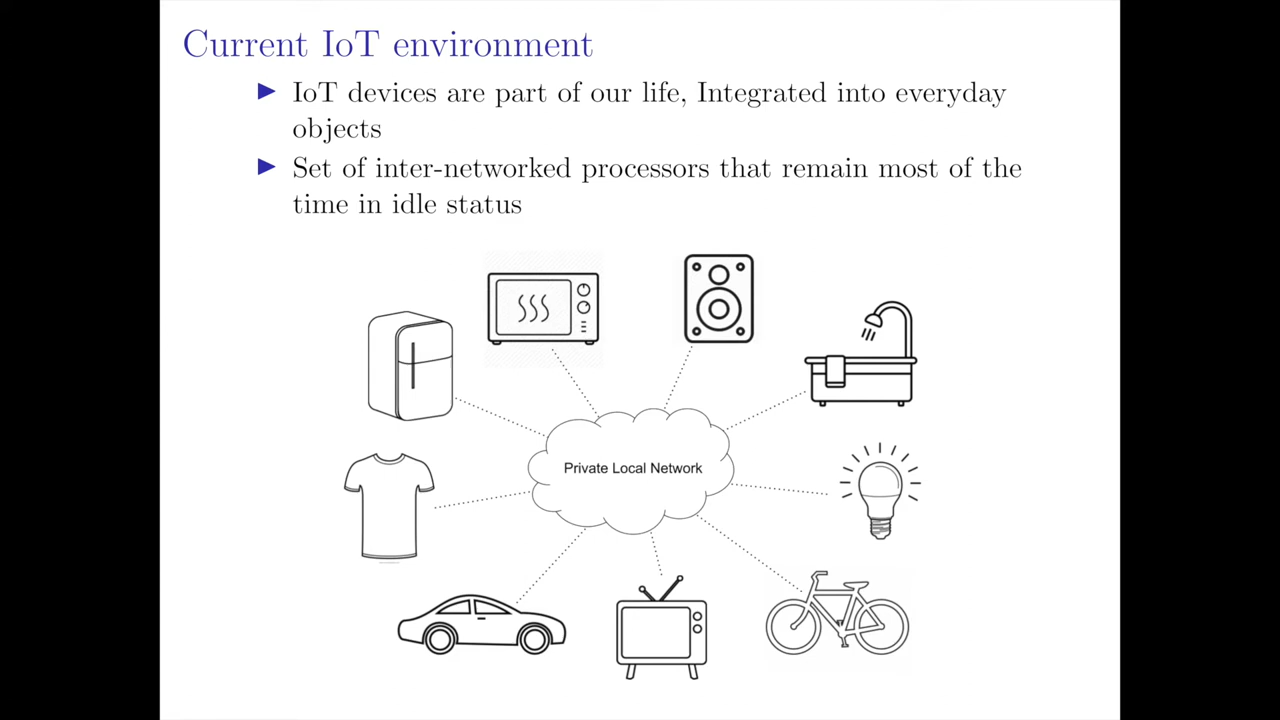 Current IoT environment
▶ IoT devices are part of our life, Integrated into everyday
objects
▶ Set of inter-networked processors that remain most of the
time in idle status
Private Local Network